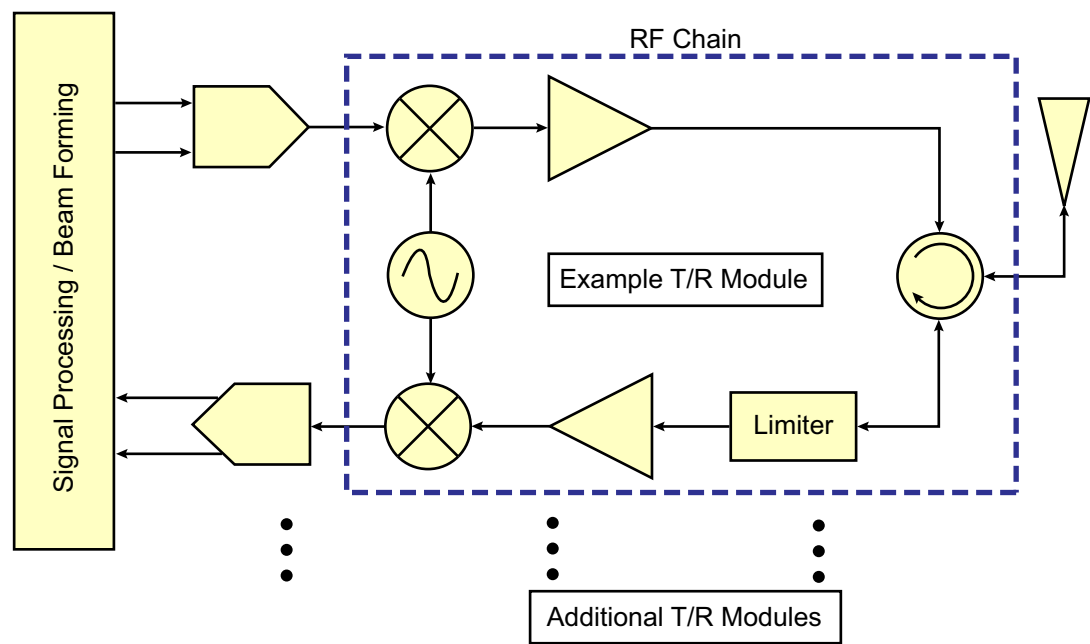 RF Chain
Signal Processing / Beam Forming
Example T/R Module
Limiter
Additional T/R Modules